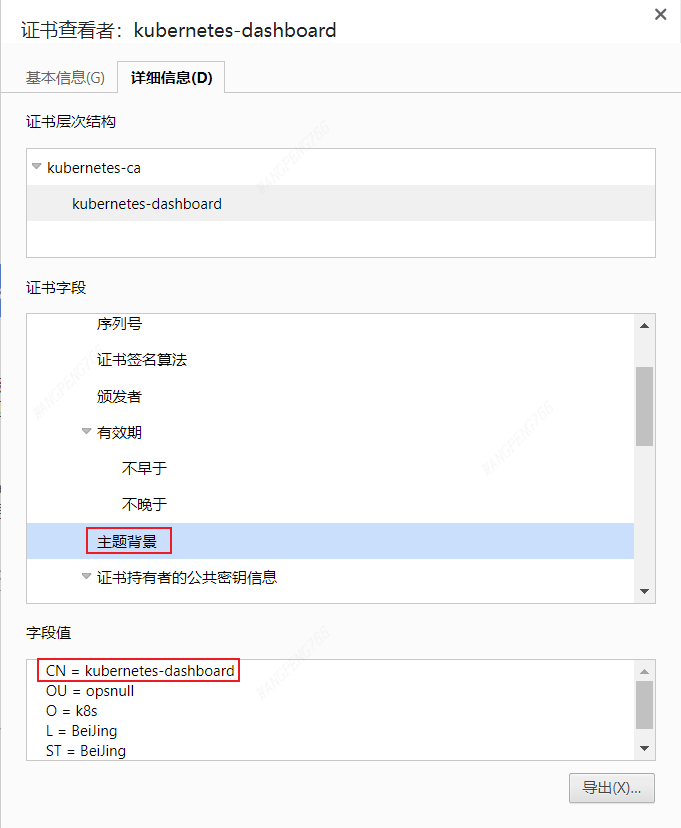 证书查看者：kubernetes-dashboard
基本信息(G) 详细信息(D)
证书层次结构
kubernetes-ca
kubernetes-dashboard
证书字段
序列号
证书签名算法
颁发者
有效期
不早于
不晚于
主题背景
证书持有者的公共密钥信息
字段值
CN = kubernetes-dashboard
OU = opsnull
O = k8s
L = BeiJing
ST = BeiJing
导出(X)...